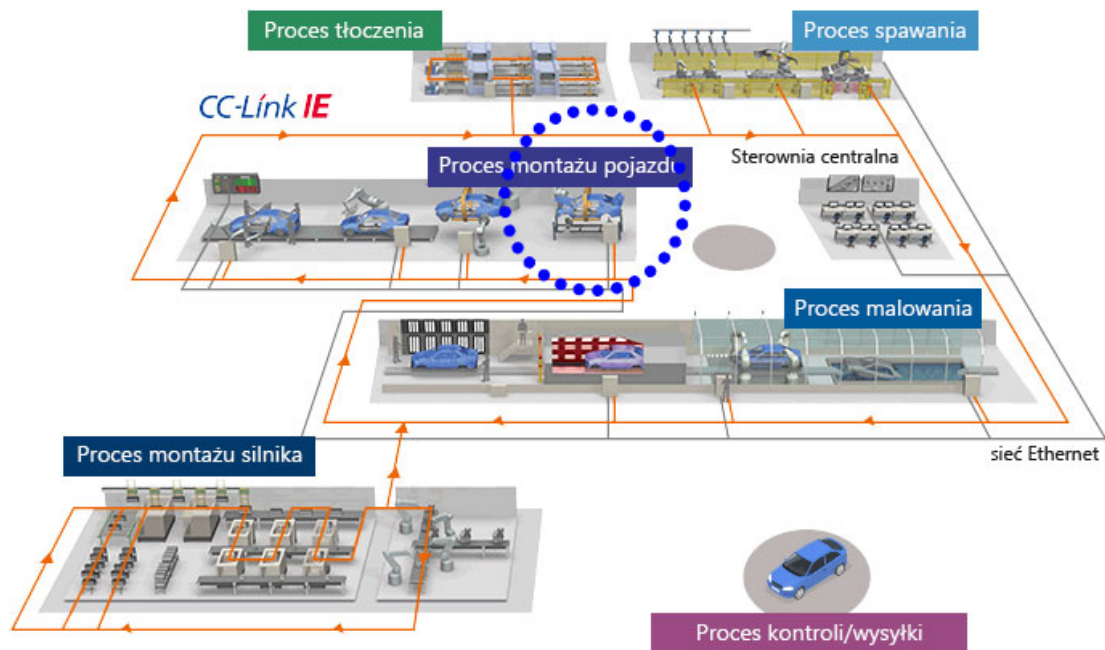 Proces tłoczenia
Proces spawania
CC-Link IE
Proces montażu pojazdu
Sterownia centralna
Proces malowania
Proces montażu silnika
sieć Ethernet
Proces kontroli/wysyłki